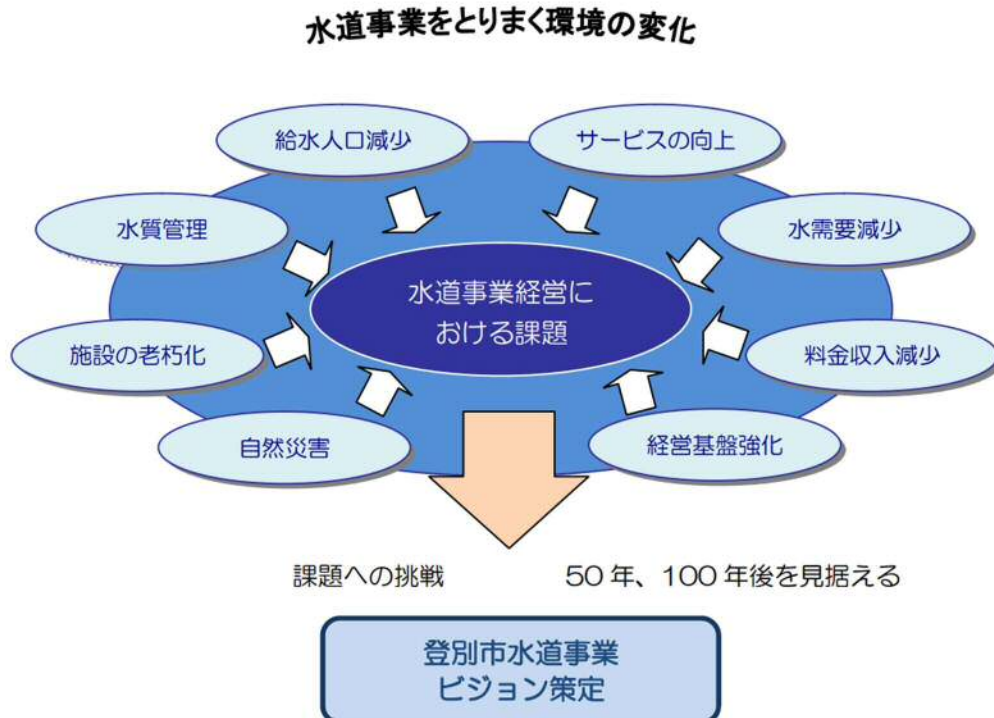 水道事業をとりまく環境の変化
給水人口減少
サービスの向上
水質管理
水需要減少
水道事業経営に
おける課題
施設の老朽化
料金収入減少
自然災害
経営基盤強化
課題への挑戦
50年、100年後を見据える
登別市水道事業
ビジョン策定